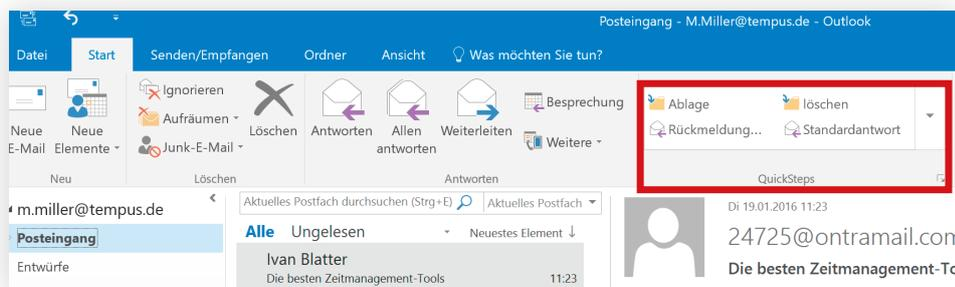 Posteingang - M.Miller@tempus.de - Outlook
Datei Start Senden/Empfangen Ordner Ansicht Was möchten Sie tun?
Neue E-Mail
Neue Elemente
Ignorieren
Aufräumen
Junk-E-Mail
Löschen
Antworten
Allen antworten
Weiterleiten
Besprechung
Weitere
Ablage
löschen
Rückmeldung...
Standardantwort
Neu Löschen Antworten QuickSteps
m.miller@tempus.de
Posteingang
Entwürfe
Aktuelles Postfach durchsuchen (Strg+E) Aktuelles Postfach
Alle Ungelesen Neuestes Element ↓
Ivan Blatter
Die besten Zeitmanagement-Tools 11:23
Di 19.01.2016 11:23
24725@ontramail.com
Die besten Zeitmanagement-To